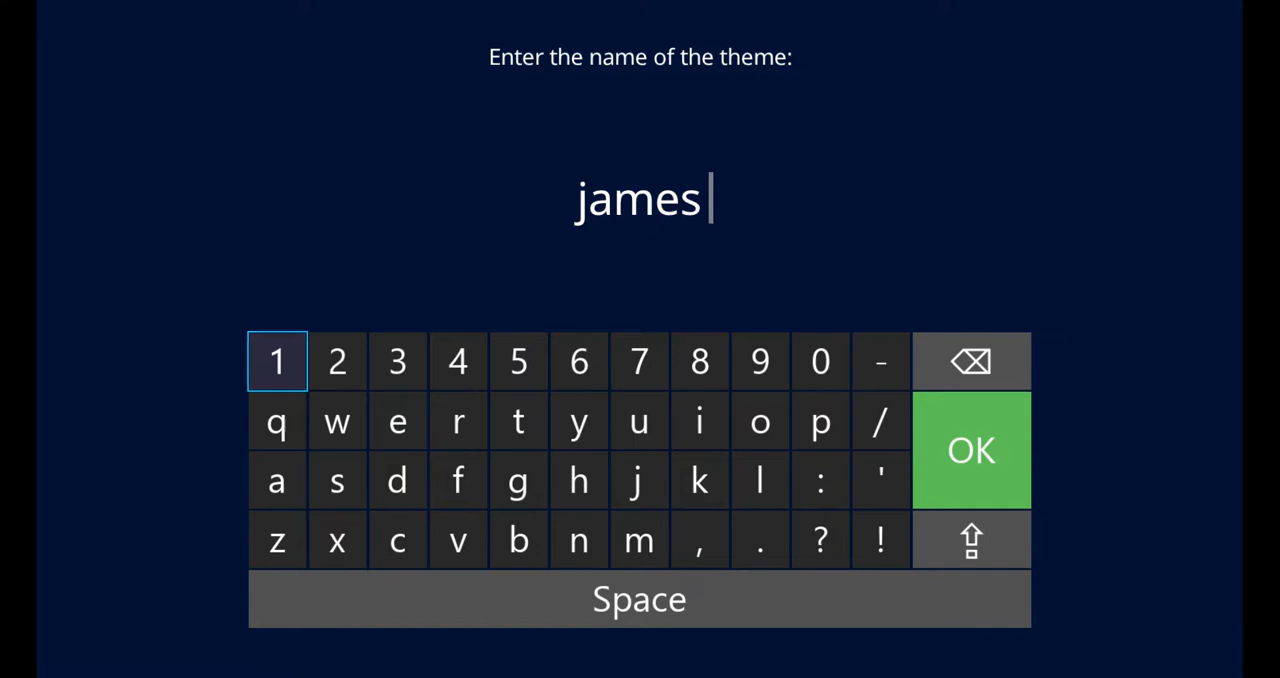 Enter the name of the theme:
james
1 2 3 4 5 6 7 8 9 0 -
q w e r t y u i o p /
OK
a s d f g h j k l : '
z x c v b n m , . ? !
Space